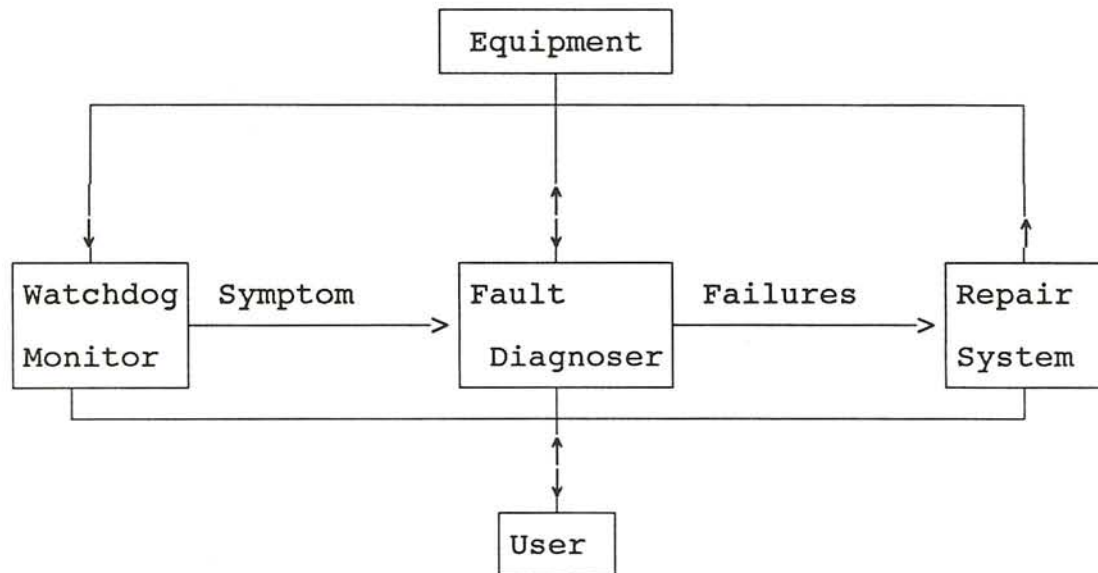 Equipment
Watchdog
Monitor
Symptom
Fault
Diagnoser
Failures
Repair
System
User